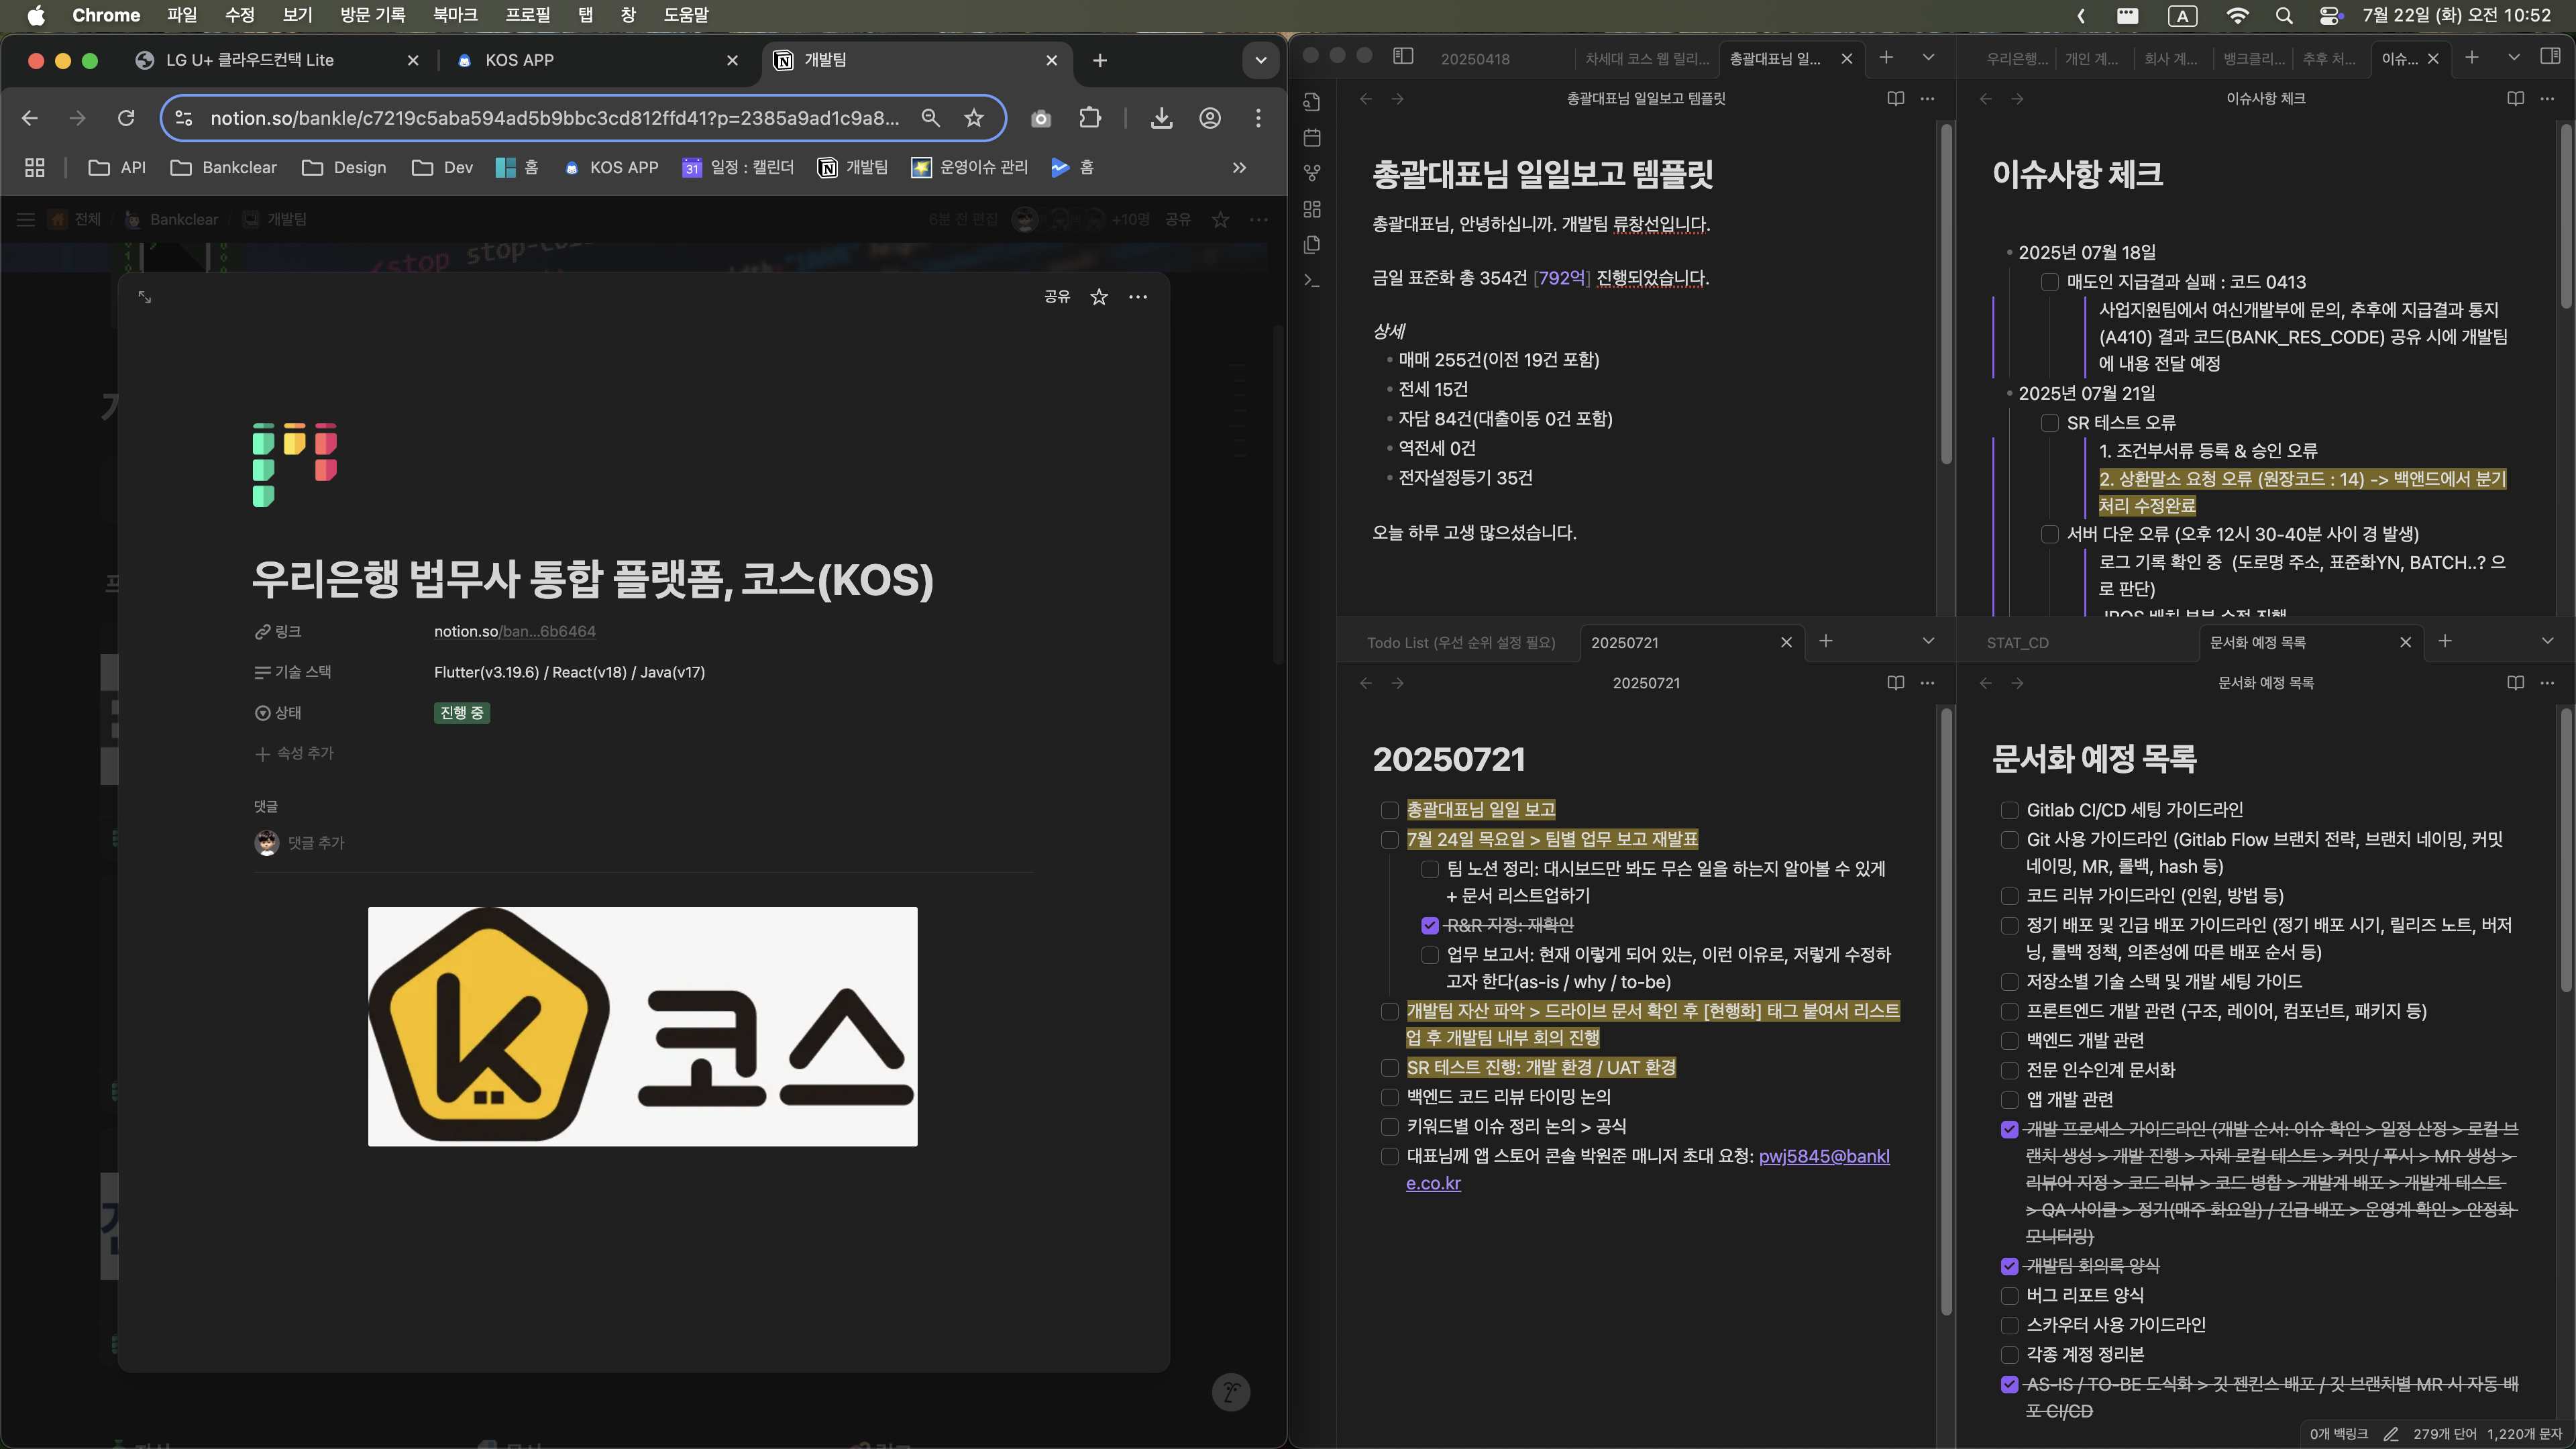 Chrome 파일 수정 보기 방문 기록 북마크 프로필 탭 창 도움말
A 7월 22일 (화) 오전 10:52
LG U+ 클라우드컨택 Lite
KOS APP
개발팀
notion.so/bankle/c7219c5aba594ad5b9bbc3cd812ffd41?p=2385a9ad1c9a8...
API Bankclear Design Dev 홈 KOS APP 31 일정 : 캘린더 개발팀 운영이슈 관리 홈
전체 / Bankclear / 개발팀
6분 전 편집 +10명 공유
공유
우리은행 법무사 통합 플랫폼, 코스(KOS)
링크 notion.so/ban...6b6464
기술 스택 Flutter(v3.19.6) / React(v18) / Java(v17)
상태 진행 중
속성 추가
댓글
댓글 추가
코스
20250418
차세대 코스 웹 릴리...
총괄대표님 일...
총괄대표님 일일보고 템플릿
총괄대표님 일일보고 템플릿
총괄대표님, 안녕하십니까. 개발팀 류창선입니다.
금일 표준화 총 354건 [792억] 진행되었습니다.
상세
매매 255건(이전 19건 포함)
전세 15건
자담 84건(대출이동 0건 포함)
역전세 0건
전자설정등기 35건
오늘 하루 고생 많으셨습니다.
우리은행...
개인 계...
회사 계...
뱅크클리...
추후 처...
이슈...
이슈사항 체크
이슈사항 체크
2025년 07월 18일
매도인 지급결과 실패 : 코드 0413
사업지원팀에서 여신개발부에 문의, 추후에 지급결과 통지
(A410) 결과 코드(BANK_RES_CODE) 공유 시에 개발팀
에 내용 전달 예정
2025년 07월 21일
SR 테스트 오류
1. 조건부서류 등록 & 승인 오류
2. 상환말소 요청 오류 (원장코드 : 14) -> 백앤드에서 분기
처리 수정완료
서버 다운 오류 (오후 12시 30-40분 사이 경 발생)
로그 기록 확인 중 (도로명 주소, 표준화YN, BATCH..? 으
로 판단)
Todo List (우선 순위 설정 필요)
20250721
20250721
20250721
총괄대표님 일일 보고
7월 24일 목요일 > 팀별 업무 보고 재발표
팀 노션 정리: 대시보드만 봐도 무슨 일을 하는지 알아볼 수 있게
+ 문서 리스트업하기
R&R 지정: 재확인
업무 보고서: 현재 이렇게 되어 있는, 이런 이유로, 저렇게 수정하
고자 한다(as-is / why / to-be)
개발팀 자산 파악 > 드라이브 문서 확인 후 [현행화] 태그 붙여서 리스트
업 후 개발팀 내부 회의 진행
SR 테스트 진행: 개발 환경 / UAT 환경
백엔드 코드 리뷰 타이밍 논의
키워드별 이슈 정리 논의 > 공식
대표님께 앱 스토어 콘솔 박원준 매니저 초대 요청: pwj5845@bankl
e.co.kr
STAT_CD
문서화 예정 목록
문서화 예정 목록
문서화 예정 목록
Gitlab CI/CD 세팅 가이드라인
Git 사용 가이드라인 (Gitlab Flow 브랜치 전략, 브랜치 네이밍, 커밋
네이밍, MR, 롤백, hash 등)
코드 리뷰 가이드라인 (인원, 방법 등)
정기 배포 및 긴급 배포 가이드라인 (정기 배포 시기, 릴리즈 노트, 버저
닝, 롤백 정책, 의존성에 따른 배포 순서 등)
저장소별 기술 스택 및 개발 세팅 가이드
프론트엔드 개발 관련 (구조, 레이어, 컴포넌트, 패키지 등)
백엔드 개발 관련
전문 인수인계 문서화
앱 개발 관련
개발 프로세스 가이드라인 (개발 순서: 이슈 확인 > 일정 산정 > 로컬 브
랜치 생성 > 개발 진행 > 자체 로컬 테스트 > 커밋 / 푸시 > MR 생성 >
리뷰어 지정 > 코드 리뷰 > 코드 병합 > 개발계 배포 > 개발계 테스트
> QA 사이클 > 정기(매주 화요일) / 긴급 배포 > 운영계 확인 > 안정화
모니터링)
개발팀 회의록 양식
버그 리포트 양식
스카우터 사용 가이드라인
각종 계정 정리본
AS-IS / TO-BE 도식화 > 깃 젠킨스 배포 / 깃 브랜치별 MR 시 자동 배
포 CI/CD
0개 백링크 279개 단어 1,220개 문자